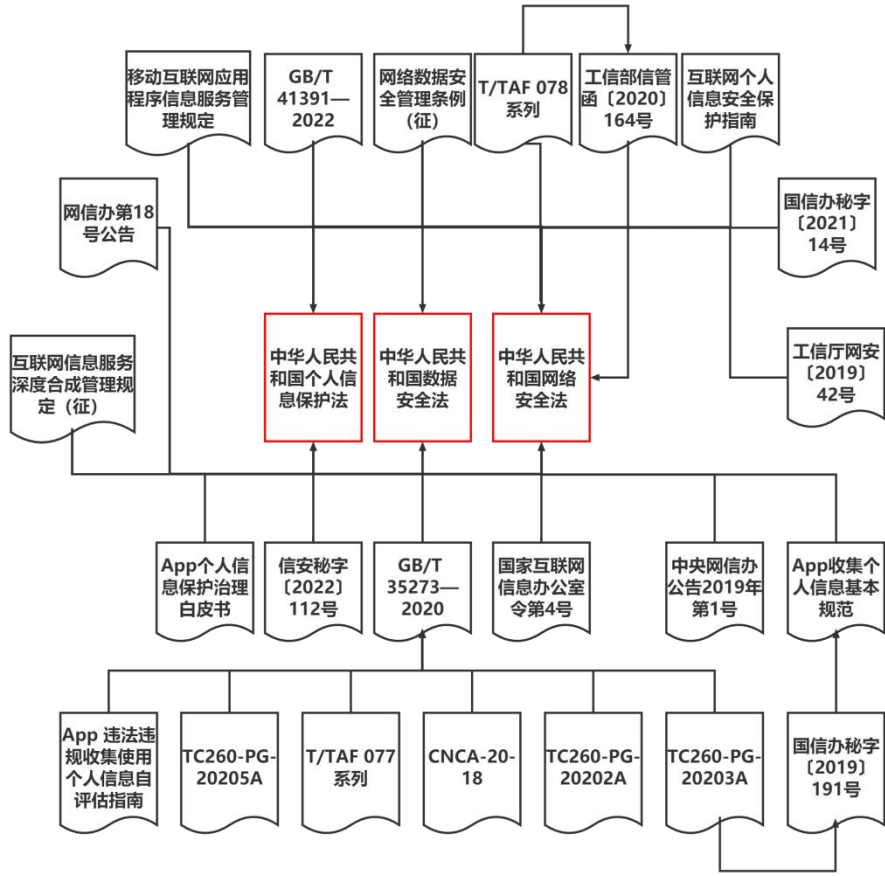 移动互联网应用
程序信息服务管
理规定
GB/T
41391—
2022
网络数据安
全管理条例
（征）
T/TAF 078
系列
工信部信管
函〔2020〕
164号
互联网个人
信息安全保
护指南
网信办第18
号公告
国信办秘字
〔2021〕
14号
互联网信息服务
深度合成管理规
定（征）
中华人民共
和国个人信
息保护法
中华人民共
和国数据
安全法
中华人民共
和国网络
安全法
工信厅网安
〔2019〕
42号
App个人信
息保护治理
白皮书
信安秘字
〔2022〕
112号
GB/T
35273—
2020
国家互联网
信息办公室
令第4号
中央网信办
公告2019年
第1号
App收集个
人信息基本
规范
App 违法违
规收集使用
个人信息自
评估指南
TC260-PG-
20205A
T/TAF 077
系列
CNCA-20-
18
TC260-PG-
20202A
TC260-PG-
20203A
国信办秘字
〔2019〕
191号